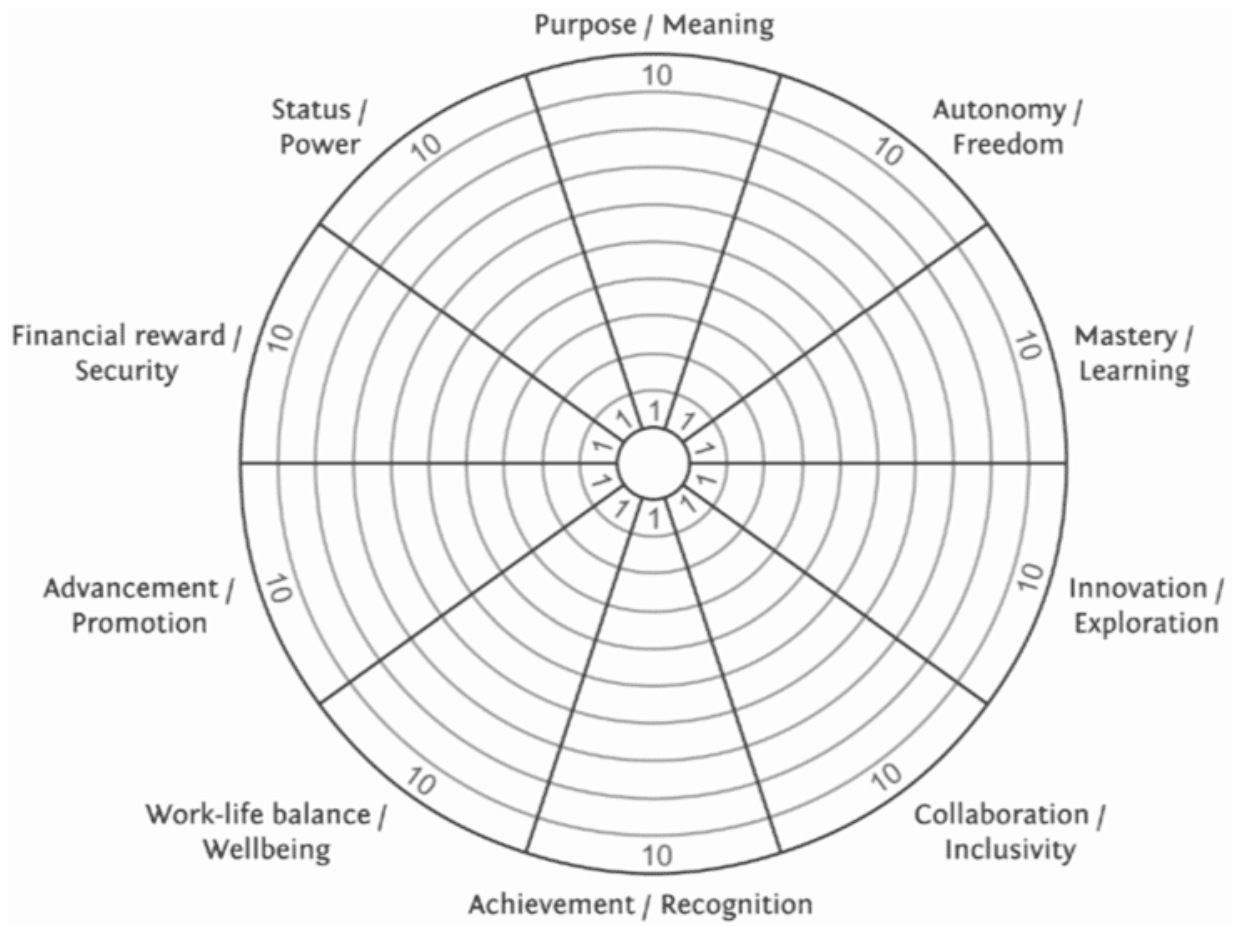 Purpose / Meaning
10
Status /
Power
10
Autonomy /
Freedom
10
Financial reward /
Security
10
Mastery /
Learning
10
1
1
1
1
1
1
1
1
1
1
Advancement /
Promotion
10
Innovation /
Exploration
10
Work-life balance /
Wellbeing
10
Collaboration /
Inclusivity
10
10
Achievement / Recognition